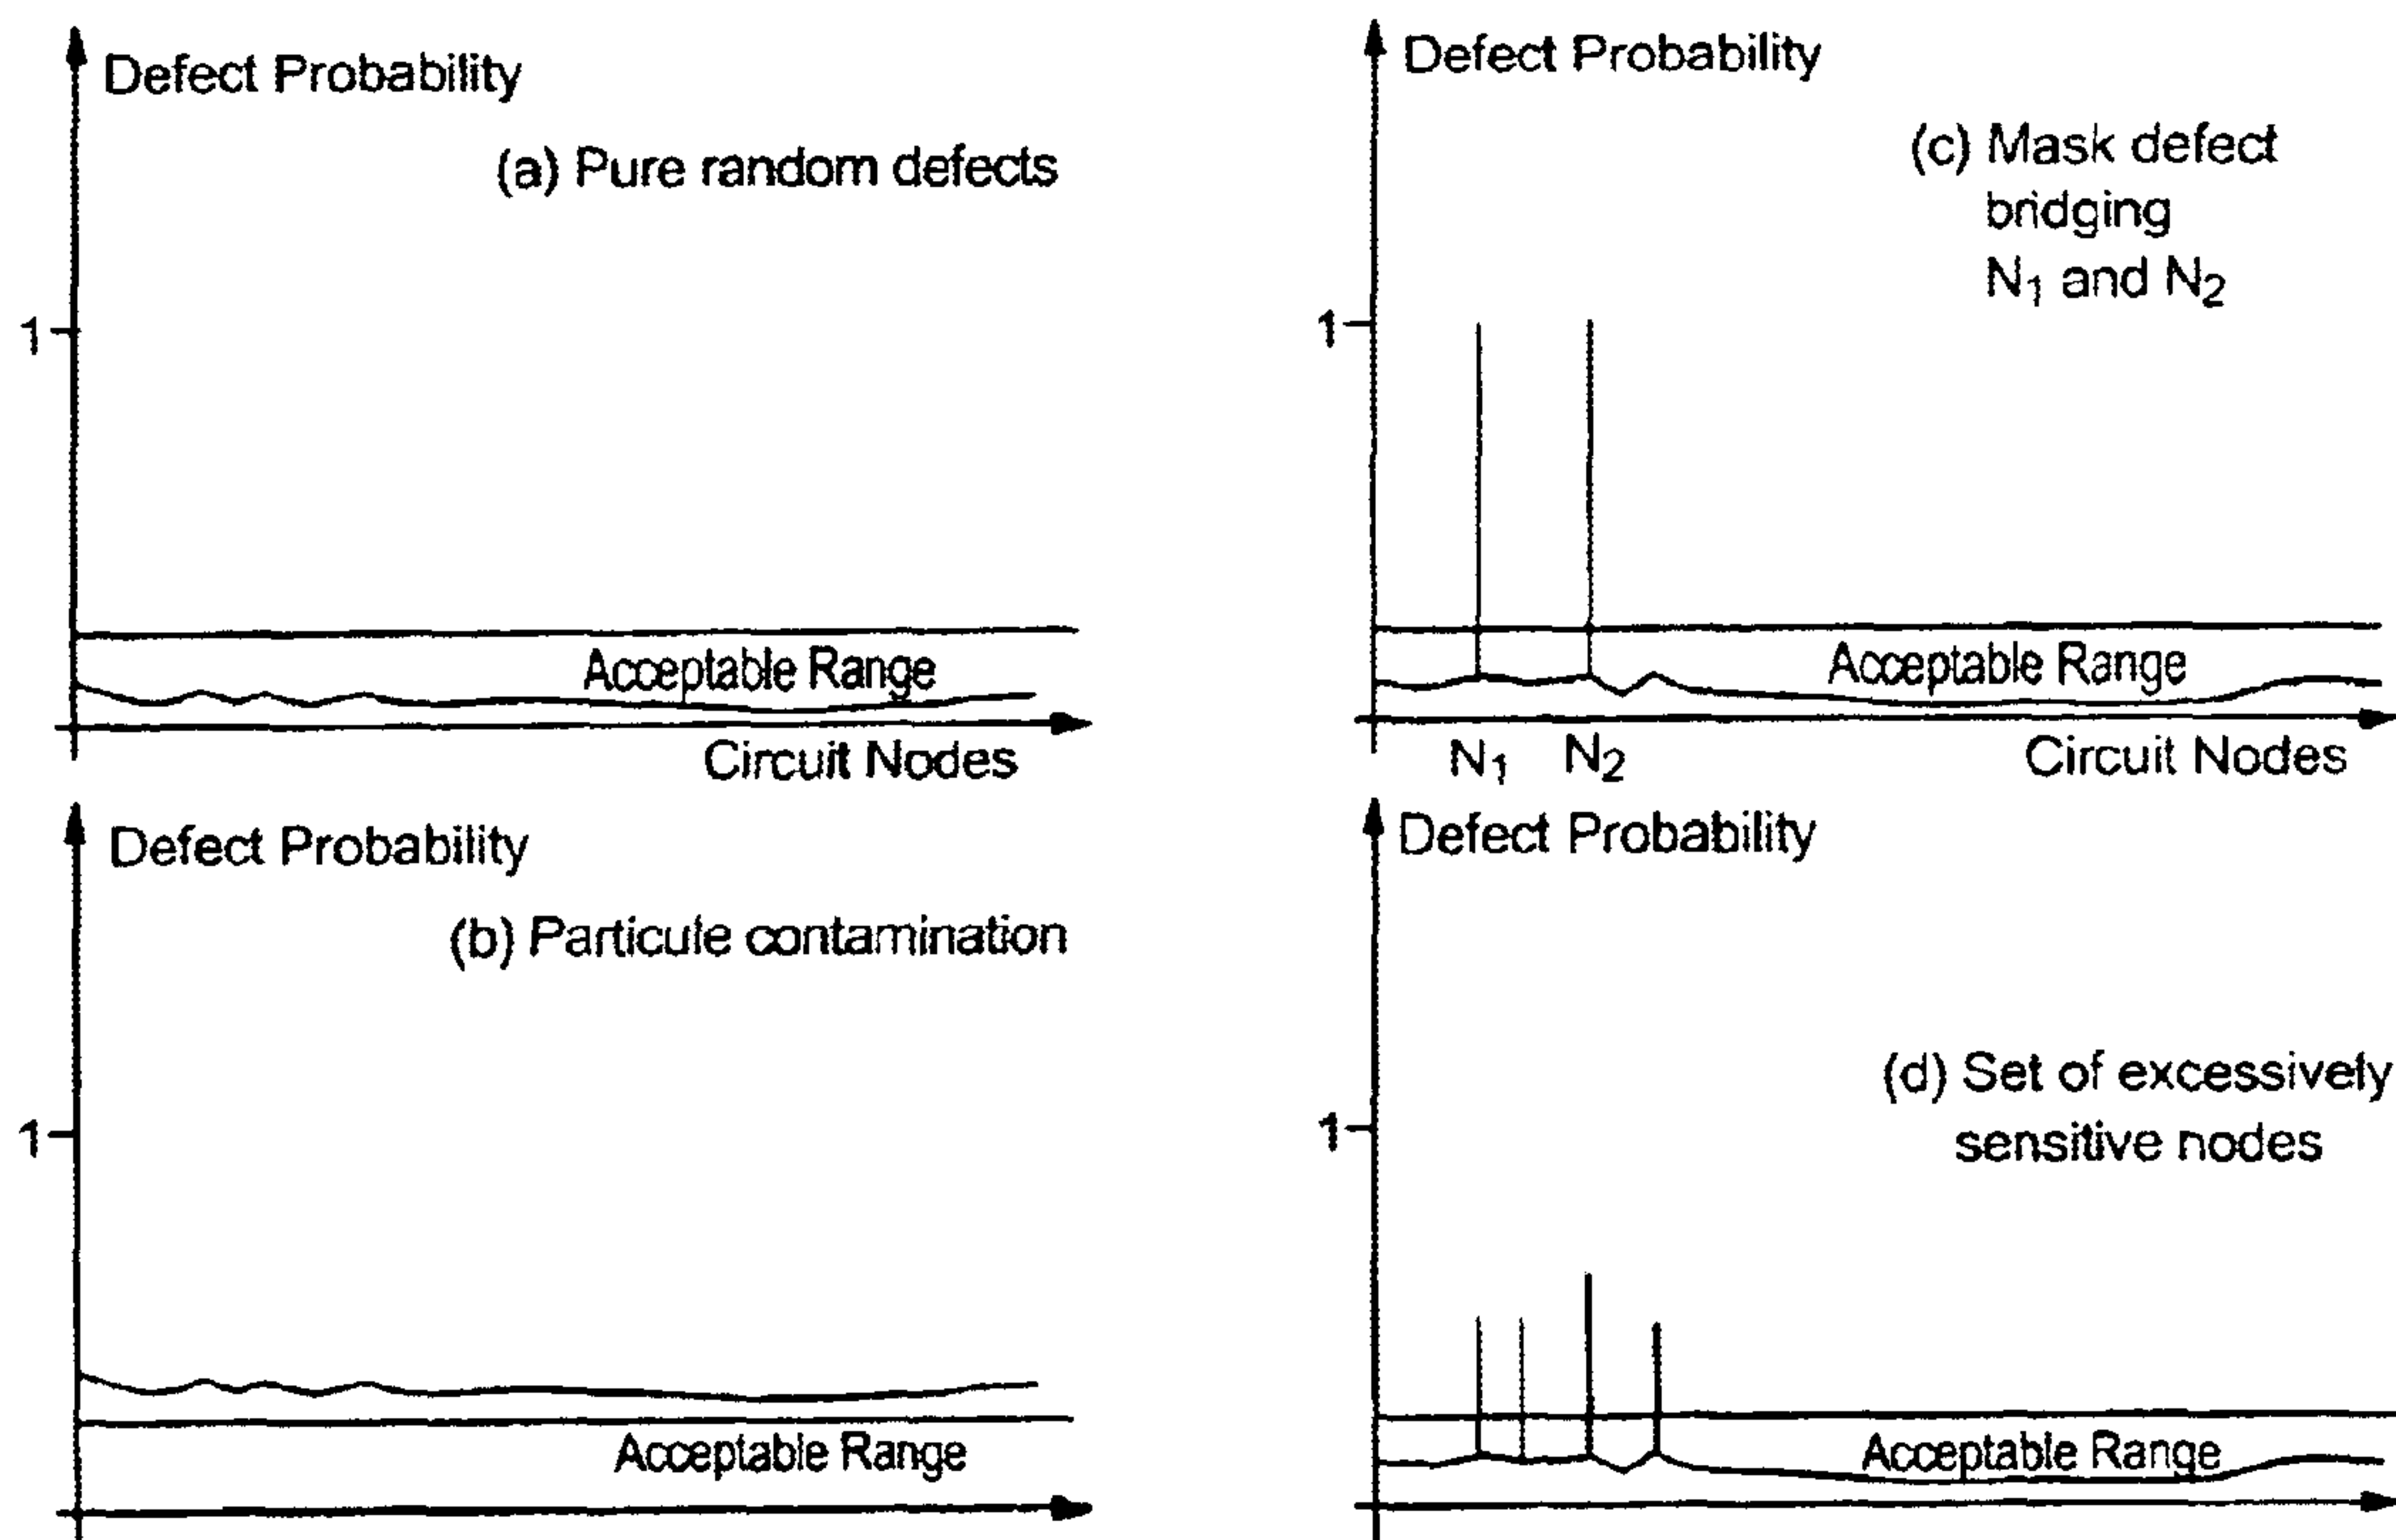 Defect Probability
(a) Pure random defects
1
Acceptable Range
Circuit Nodes
Defect Probability
(b) Particule contamination
1
Acceptable Range
Defect Probability
(c) Mask defect
bridging
N₁ and N₂
1
Acceptable Range
N₁ N₂
Circuit Nodes
Defect Probability
(d) Set of excessively
sensitive nodes
1
Acceptable Range